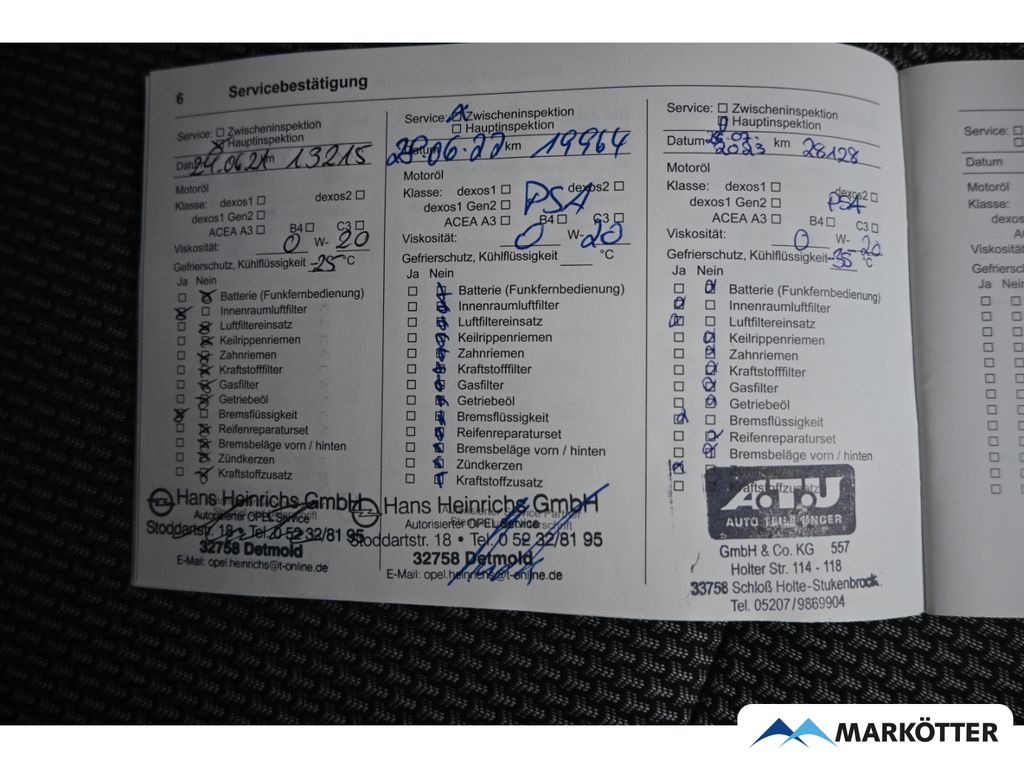 6 Servicebestätigung
Service: Zwischeninspektion
Hauptinspektion
24.06.21 km 13215
Motoröl
Klasse: dexos1 dexos2
dexos1 Gen2
ACEA A3 B4 C3
Viskosität: 0 W- 20
Gefrierschutz, Kühlflüssigkeit -25 °C
Ja Nein
Batterie (Funkfernbedienung)
Innenraumluftfilter
Luftfiltereinsatz
Keilrippenriemen
Zahnriemen
Kraftstofffilter
Gasfilter
Getriebeöl
Bremsflüssigkeit
Reifenreparaturset
Bremsbeläge vorn / hinten
Zündkerzen
Kraftstoffzusatz
Hans Heinrichs GmbH
Autorisierter OPEL Service
Stoddartstr. 18 • Tel. 0 52 32/81 95
32758 Detmold
E-Mail: opel.heinrichs@t-online.de
Service: Zwischeninspektion
Hauptinspektion
Datum 29.06.22 km 19964
Motoröl
Klasse: dexos1 dexos2
PSA
dexos1 Gen2
ACEA A3 B4 C3
Viskosität: 0 W- 20
Gefrierschutz, Kühlflüssigkeit °C
Ja Nein
Batterie (Funkfernbedienung)
Innenraumluftfilter
Luftfiltereinsatz
Keilrippenriemen
Zahnriemen
Kraftstofffilter
Gasfilter
Getriebeöl
Bremsflüssigkeit
Reifenreparaturset
Bremsbeläge vorn / hinten
Zündkerzen
Kraftstoffzusatz
Hans Heinrichs GmbH
Autorisierter OPEL Service
Stoddartstr. 18 • Tel. 0 52 32/81 95
32758 Detmold
E-Mail: opel.heinrichs@t-online.de
Service: Zwischeninspektion
Hauptinspektion
Datum 07. 2023 km 28128
Motoröl
Klasse: dexos1 dexos2
PSA
dexos1 Gen2
ACEA A3 B4 C3
Viskosität: 0 W- 20
Gefrierschutz, Kühlflüssigkeit -35 °C
Ja Nein
Batterie (Funkfernbedienung)
Innenraumluftfilter
Luftfiltereinsatz
Keilrippenriemen
Zahnriemen
Kraftstofffilter
Gasfilter
Getriebeöl
Bremsflüssigkeit
Reifenreparaturset
Bremsbeläge vorn / hinten
Kraftstoffzusatz
AUTO TEILE UNGER
GmbH & Co. KG 557
Holter Str. 114 - 118
33758 Schloß Holte-Stukenbrock
Tel. 05207/9869904
Service:
Datum
Motoröl
Klasse:
Ja Nein
MARKÖTTER